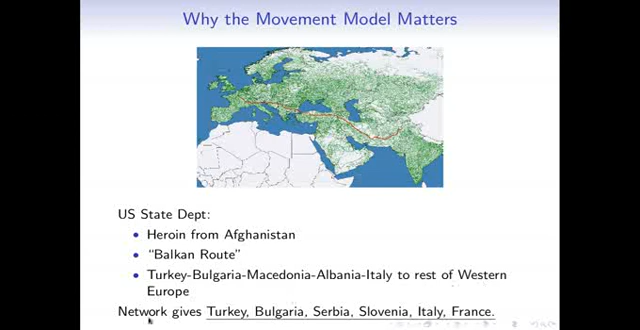 Why the Movement Model Matters
US State Dept:
Heroin from Afghanistan
“Balkan Route”
Turkey-Bulgaria-Macedonia-Albania-Italy to rest of Western
Europe
Network gives Turkey, Bulgaria, Serbia, Slovenia, Italy, France.